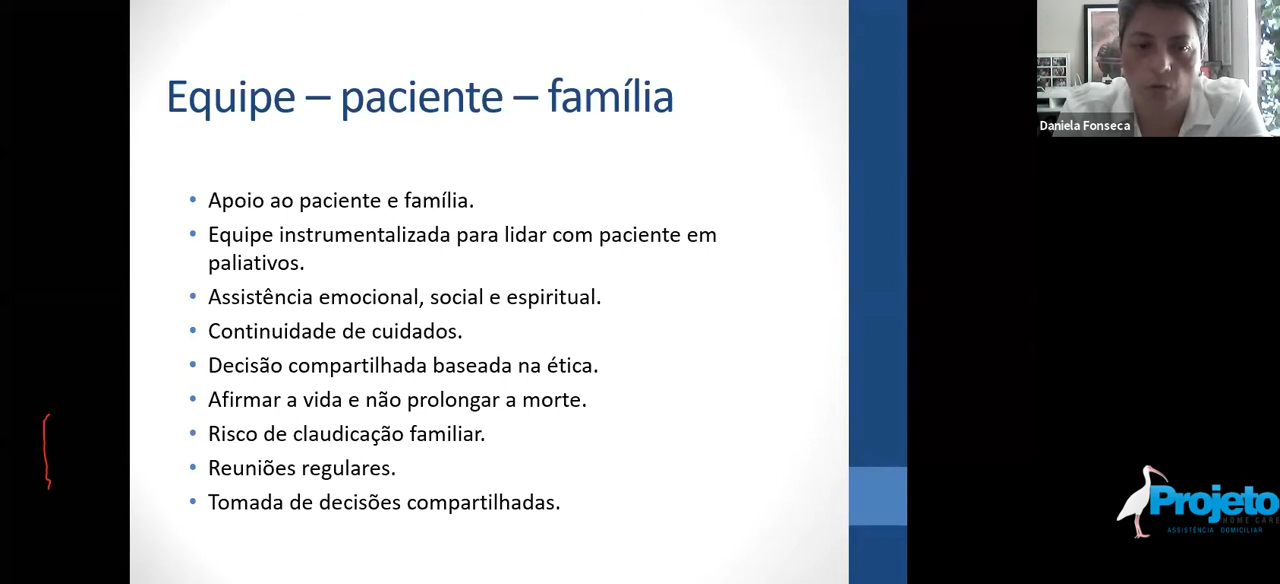 Equipe – paciente – família
• Apoio ao paciente e família.
• Equipe instrumentalizada para lidar com paciente em
paliativos.
• Assistência emocional, social e espiritual.
• Continuidade de cuidados.
• Decisão compartilhada baseada na ética.
• Afirmar a vida e não prolongar a morte.
• Risco de claudicação familiar.
• Reuniões regulares.
• Tomada de decisões compartilhadas.
Daniela Fonseca
Projeto
HOME CARE
ASSISTÊNCIA DOMICILIAR